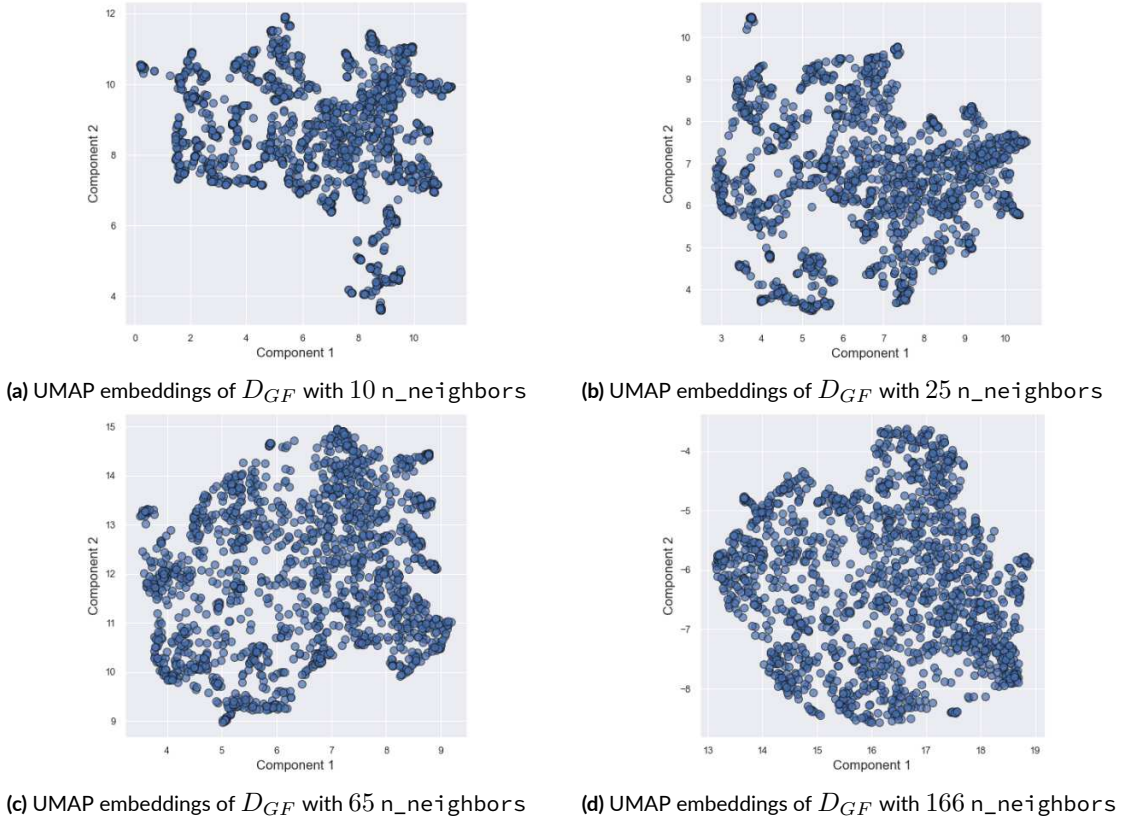 12
10
8
6
4
Component 2
0 2 4 6 8 10
Component 1
(a) UMAP embeddings of D_{GF} with 10 n_neighbors
10
9
8
7
6
5
4
Component 2
3 4 5 6 7 8 9 10
Component 1
(b) UMAP embeddings of D_{GF} with 25 n_neighbors
15
14
13
12
11
10
9
Component 2
4 5 6 7 8 9
Component 1
(c) UMAP embeddings of D_{GF} with 65 n_neighbors
−4
−5
−6
−7
−8
Component 2
13 14 15 16 17 18 19
Component 1
(d) UMAP embeddings of D_{GF} with 166 n_neighbors